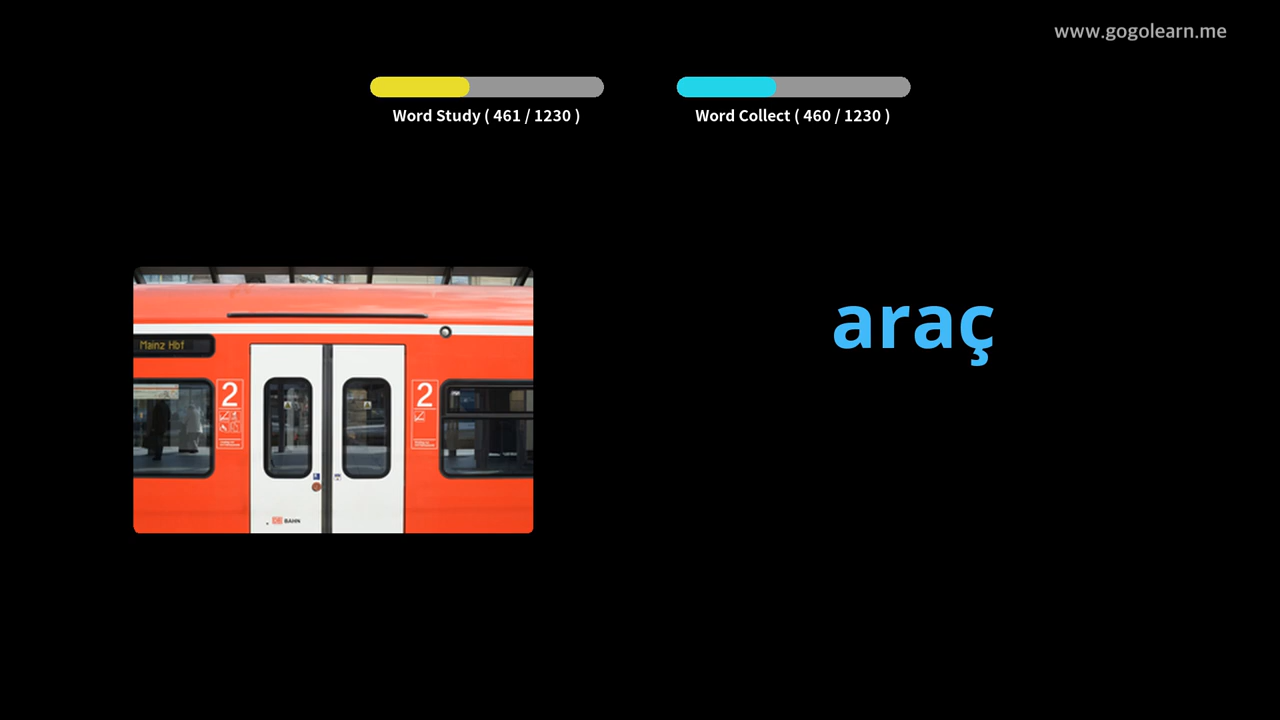 www.gogolearn.me
Word Study ( 461 / 1230 )
Word Collect ( 460 / 1230 )
araç
Mainz Hbf
2
2
DB BAHN